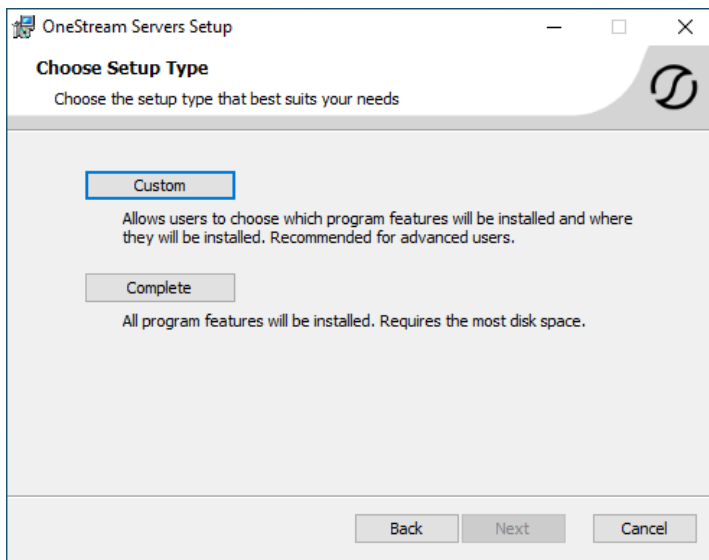 OneStream Servers Setup
Choose Setup Type
Choose the setup type that best suits your needs
Custom
Allows users to choose which program features will be installed and where
they will be installed. Recommended for advanced users.
Complete
All program features will be installed. Requires the most disk space.
Back
Next
Cancel